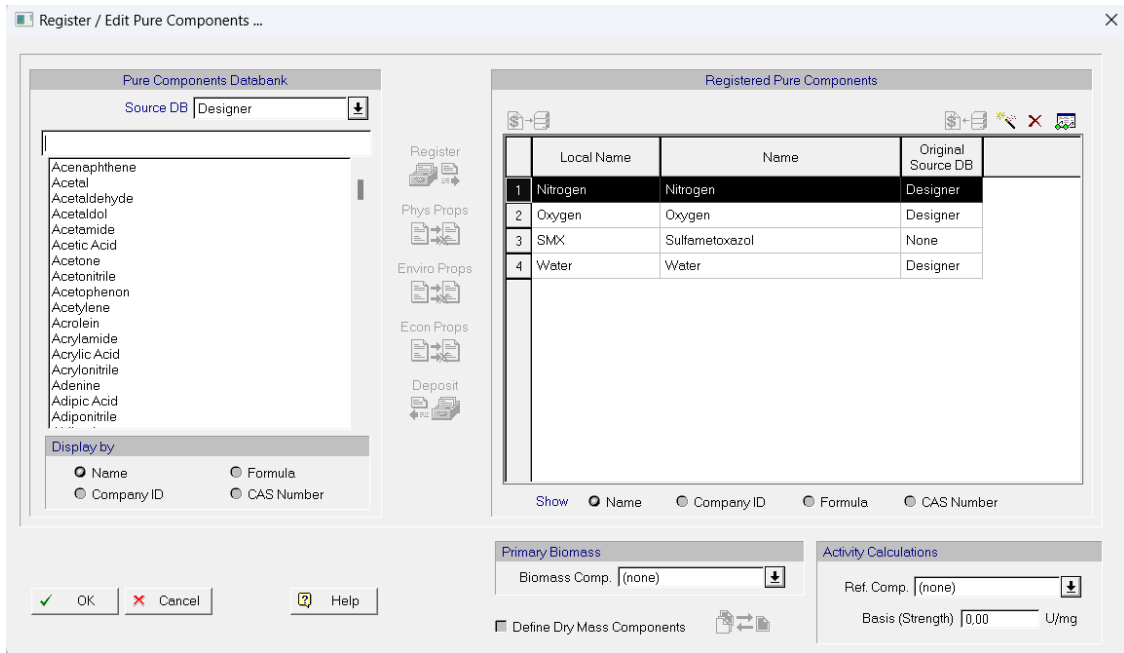 Register / Edit Pure Components ...
Pure Components Databank
Source DB Designer
Acenaphthene
Acetal
Acetaldehyde
Acetaldol
Acetamide
Acetic Acid
Acetone
Acetonitrile
Acetophenon
Acetylene
Acrolein
Acrylamide
Acrylic Acid
Acrylonitrile
Adenine
Adipic Acid
Adiponitrile
Display by
Name Formula
Company ID CAS Number
Register
Phys Props
Enviro Props
Econ Props
Deposit
Registered Pure Components
Local Name Name Original Source DB
1 Nitrogen Nitrogen Designer
2 Oxygen Oxygen Designer
3 SMX Sulfametoxazol None
4 Water Water Designer
Show Name Company ID Formula CAS Number
Primary Biomass
Biomass Comp. (none)
Define Dry Mass Components
Activity Calculations
Ref. Comp. (none)
Basis (Strength) 0,00 U/mg
OK Cancel Help